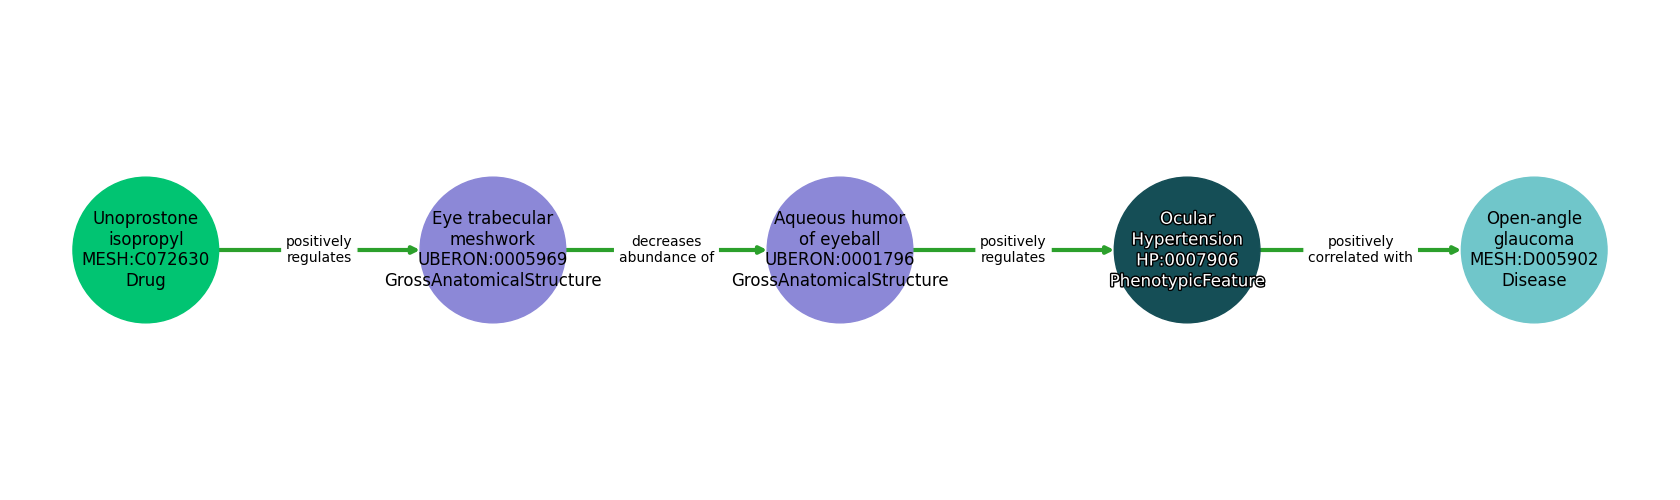 Unoprostone
isopropyl
MESH:C072630
Drug
positively
regulates
Eye trabecular
meshwork
UBERON:0005969
GrossAnatomicalStructure
decreases
abundance of
Aqueous humor
of eyeball
UBERON:0001796
GrossAnatomicalStructure
positively
regulates
Ocular
Hypertension
HP:0007906
PhenotypicFeature
positively
correlated with
Open-angle
glaucoma
MESH:D005902
Disease